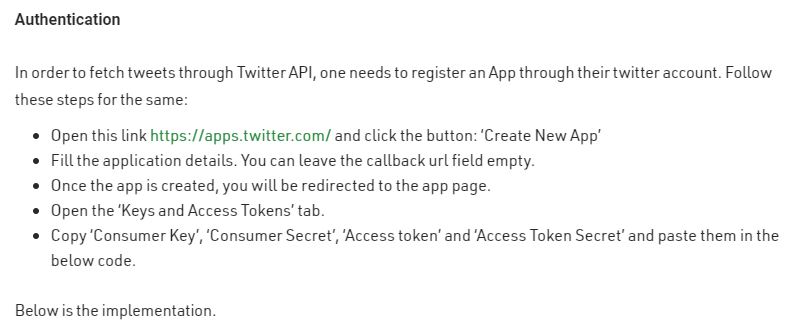 Authentication
In order to fetch tweets through Twitter API, one needs to register an App through their twitter account. Follow
these steps for the same:
• Open this link https://apps.twitter.com/ and click the button: ‘Create New App’
• Fill the application details. You can leave the callback url field empty.
• Once the app is created, you will be redirected to the app page.
• Open the ‘Keys and Access Tokens’ tab.
• Copy ‘Consumer Key’, ‘Consumer Secret’, ‘Access token’ and ‘Access Token Secret’ and paste them in the
below code.
Below is the implementation.